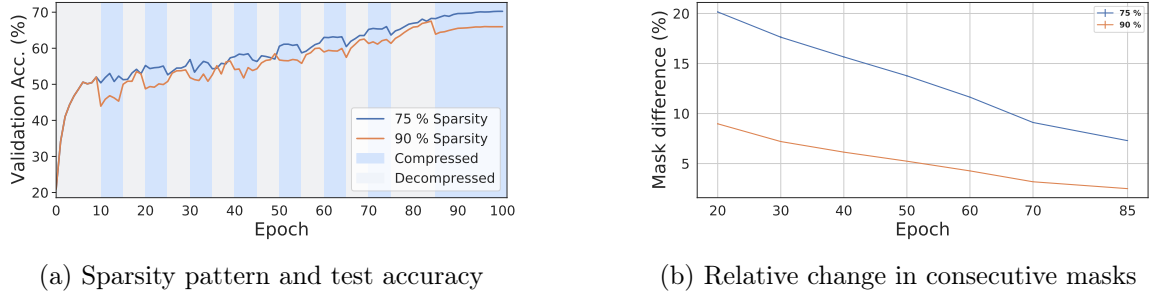 Validation Acc. (%)
70
60
50
40
30
20
75 % Sparsity
90 % Sparsity
Compressed
Decompressed
0 10 20 30 40 50 60 70 80 90 100
Epoch
(a) Sparsity pattern and test accuracy
Mask difference (%)
20
15
10
5
75 %
90 %
20 30 40 50 60 70 85
Epoch
(b) Relative change in consecutive masks